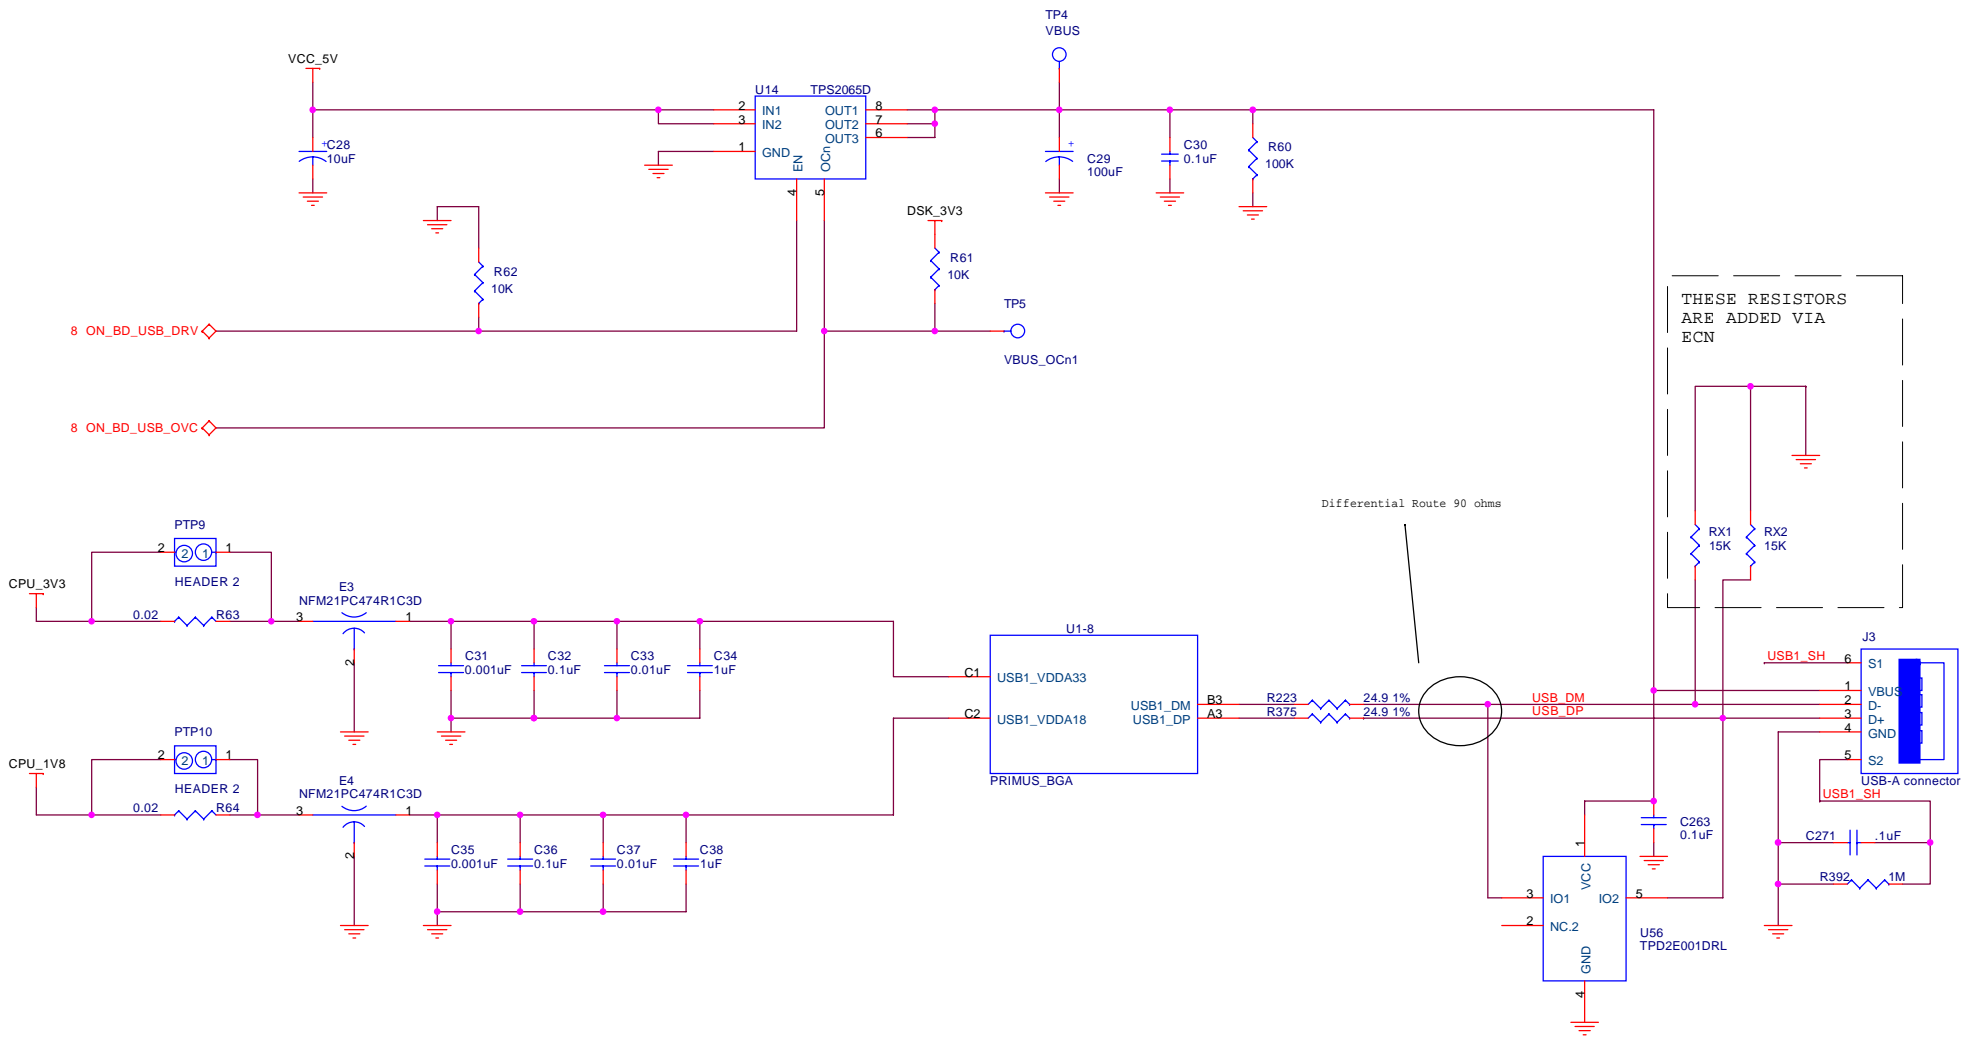 TP4
VBUS
VCC_5V
U14 TPS2065D
2 IN1 OUT1 8
3 IN2 OUT2 7
OUT3 6
1 GND
EN
OCn
4
5
+
C28
10uF
+
C29
100uF
C30
0.1uF
R60
100K
DSK_3V3
R61
10K
R62
10K
TP5
VBUS_OCn1
8 ON_BD_USB_DRV
8 ON_BD_USB_OVC
THESE RESISTORS
ARE ADDED VIA
ECN
RX1
15K
RX2
15K
Differential Route 90 ohms
PTP9
2 2 1 1
HEADER 2
CPU_3V3
0.02 R63
E3
NFM21PC474R1C3D
3 1
2
C31
0.001uF
C32
0.1uF
C33
0.01uF
C34
1uF
PTP10
2 2 1 1
HEADER 2
CPU_1V8
0.02 R64
E4
NFM21PC474R1C3D
3 1
2
C35
0.001uF
C36
0.1uF
C37
0.01uF
C38
1uF
U1-8
C1 USB1_VDDA33
C2 USB1_VDDA18
USB1_DM B3
USB1_DP A3
PRIMUS_BGA
R223 24.9 1%
R375 24.9 1%
USB_DM
USB_DP
J3
USB1_SH 6 S1
1 VBUS
2 D-
3 D+
4 GND
5 S2
USB-A connector
USB1_SH
C271 .1uF
R392 1M
C263
0.1uF
1
VCC
3 IO1 IO2 5
2 NC.2
GND
4
U56
TPD2E001DRL